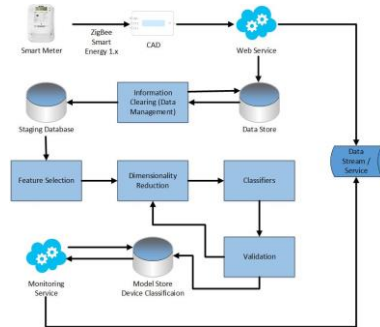 Smart Meter
ZigBee
Smart
Energy 1.x
CAD
Web Service
Information
Clearing (Data
Management)
Staging Database
Data Store
Data
Stream /
Service
Feature Selection
Dimensionality
Reduction
Classifiers
Validation
Monitoring
Service
Model Store
Device Classificaion